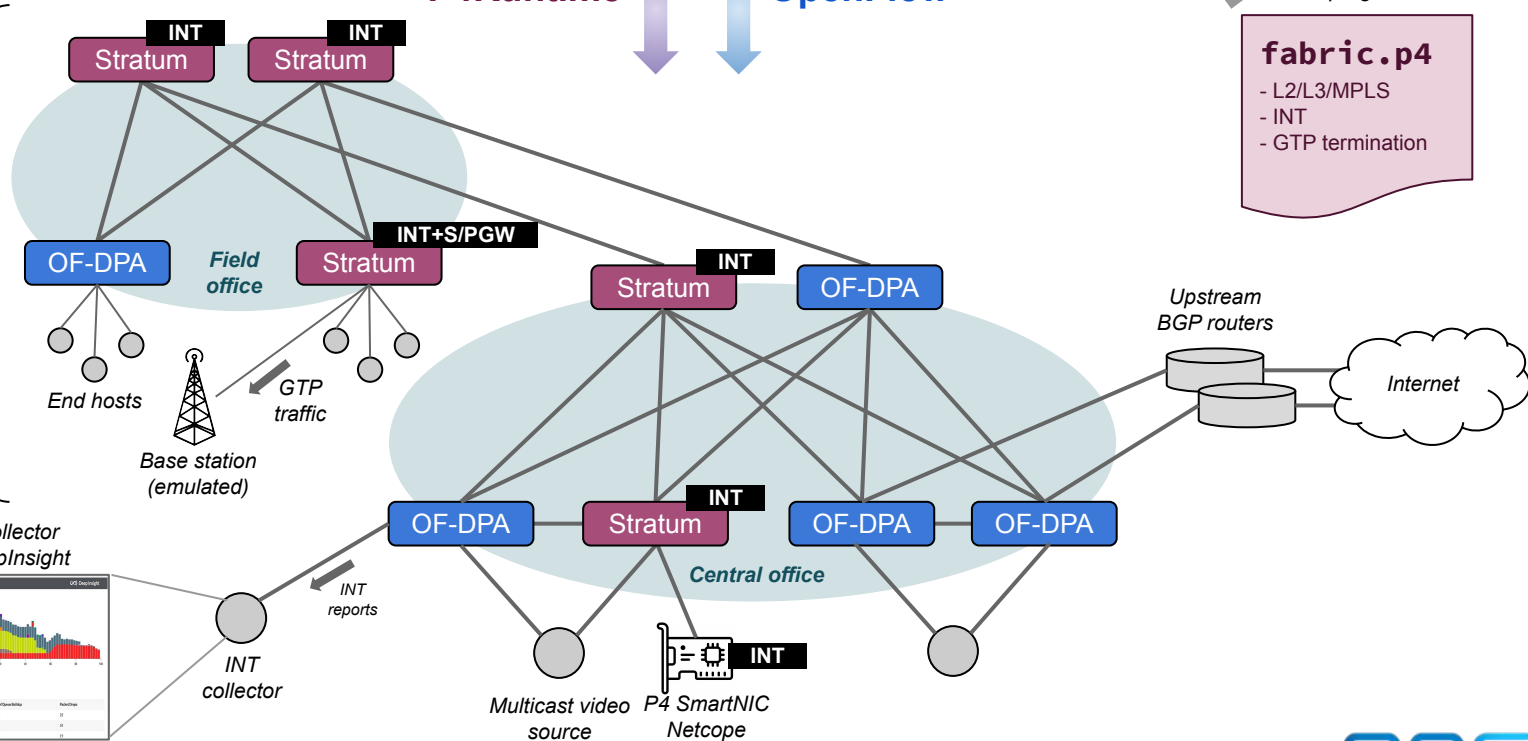 INT
INT
Stratum
Stratum
fabric.p4
- L2/L3/MPLS
- INT
- GTP termination
INT+S/PGW
OF-DPA
Field
office
Stratum
INT
Stratum
OF-DPA
Upstream
BGP routers
Internet
End hosts
GTP
traffic
Base station
(emulated)
INT
OF-DPA
Stratum
OF-DPA
OF-DPA
Central office
INT
reports
INT
collector
INT
Multicast video
source
P4 SmartNIC
Netcope